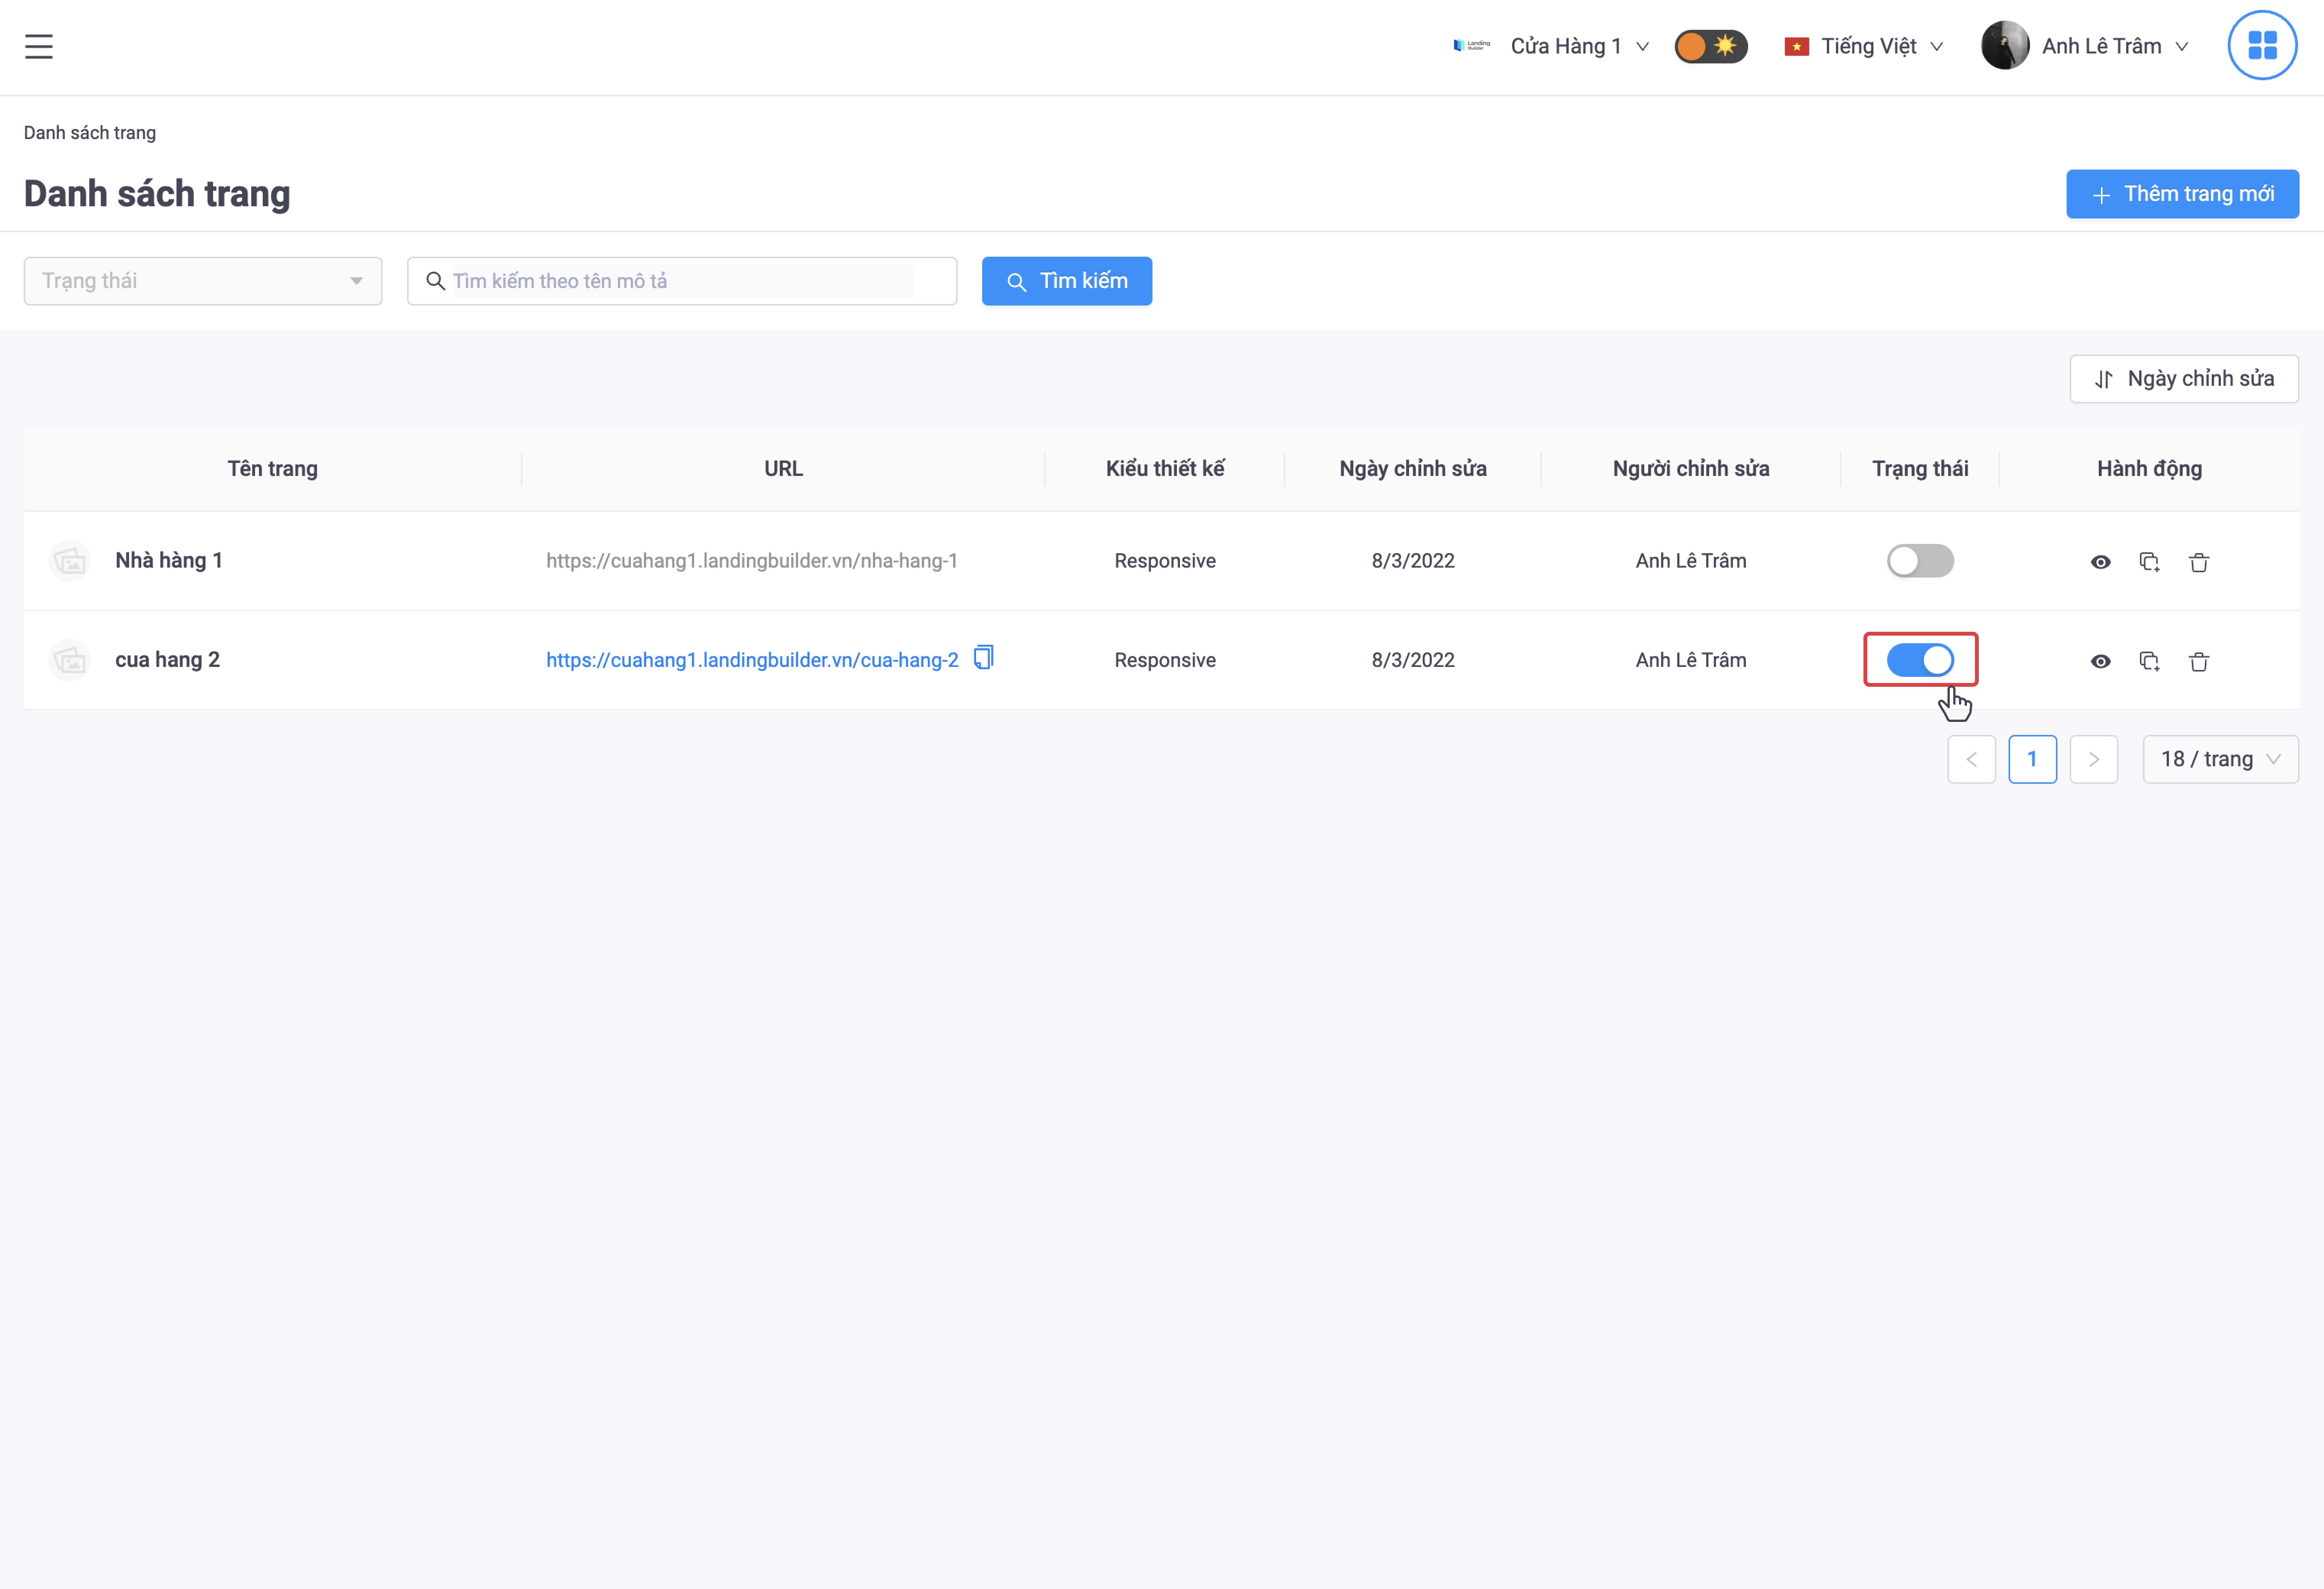 Landing Builder
Cửa Hàng 1
Tiếng Việt
Anh Lê Trâm
Danh sách trang
Danh sách trang
Thêm trang mới
Trạng thái
Tìm kiếm theo tên mô tả
Tìm kiếm
Ngày chỉnh sửa
Tên trang URL Kiểu thiết kế Ngày chỉnh sửa Người chỉnh sửa Trạng thái Hành động
Nhà hàng 1 https://cuahang1.landingbuilder.vn/nha-hang-1 Responsive 8/3/2022 Anh Lê Trâm
cua hang 2 https://cuahang1.landingbuilder.vn/cua-hang-2 Responsive 8/3/2022 Anh Lê Trâm
1
18 / trang